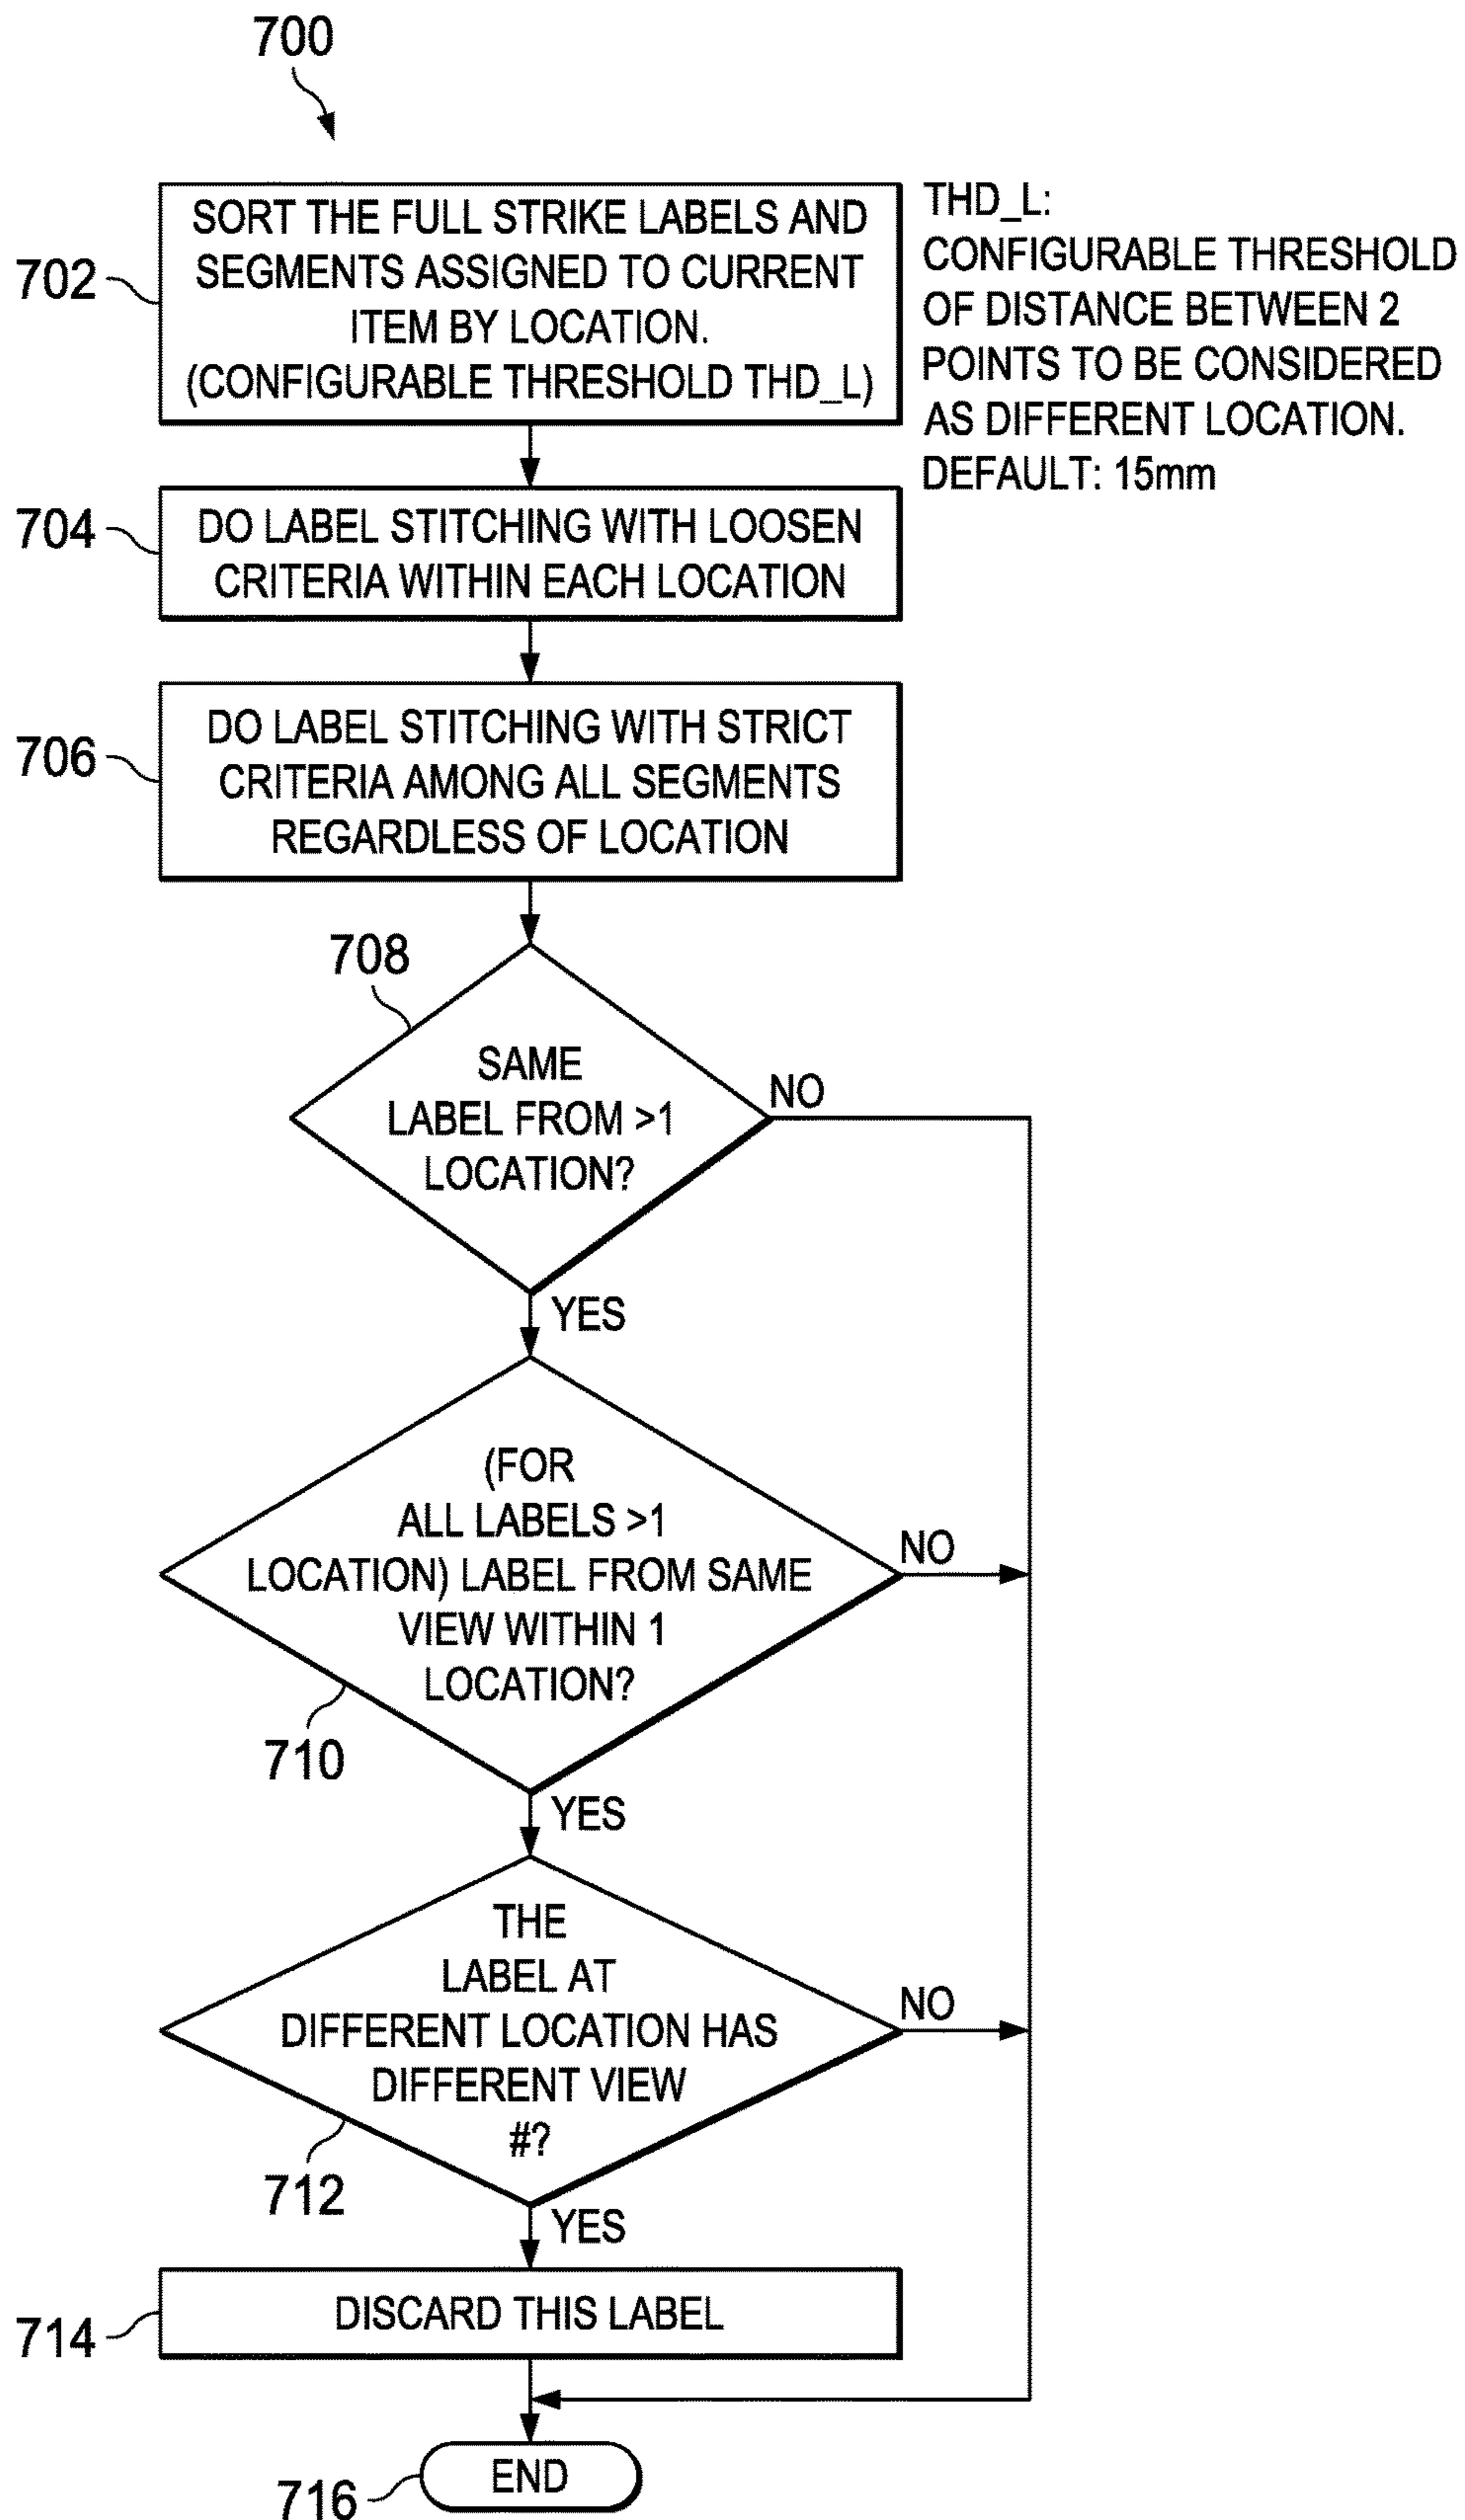 700
702
SORT THE FULL STRIKE LABELS AND
SEGMENTS ASSIGNED TO CURRENT
ITEM BY LOCATION.
(CONFIGURABLE THRESHOLD THD_L)
THD_L:
CONFIGURABLE THRESHOLD
OF DISTANCE BETWEEN 2
POINTS TO BE CONSIDERED
AS DIFFERENT LOCATION.
DEFAULT: 15mm
704
DO LABEL STITCHING WITH LOOSEN
CRITERIA WITHIN EACH LOCATION
706
DO LABEL STITCHING WITH STRICT
CRITERIA AMONG ALL SEGMENTS
REGARDLESS OF LOCATION
708
SAME
LABEL FROM >1
LOCATION?
NO
YES
(FOR
ALL LABELS >1
LOCATION) LABEL FROM SAME
VIEW WITHIN 1
LOCATION?
NO
710
YES
THE
LABEL AT
DIFFERENT LOCATION HAS
DIFFERENT VIEW
#?
NO
712
YES
714
DISCARD THIS LABEL
716
END